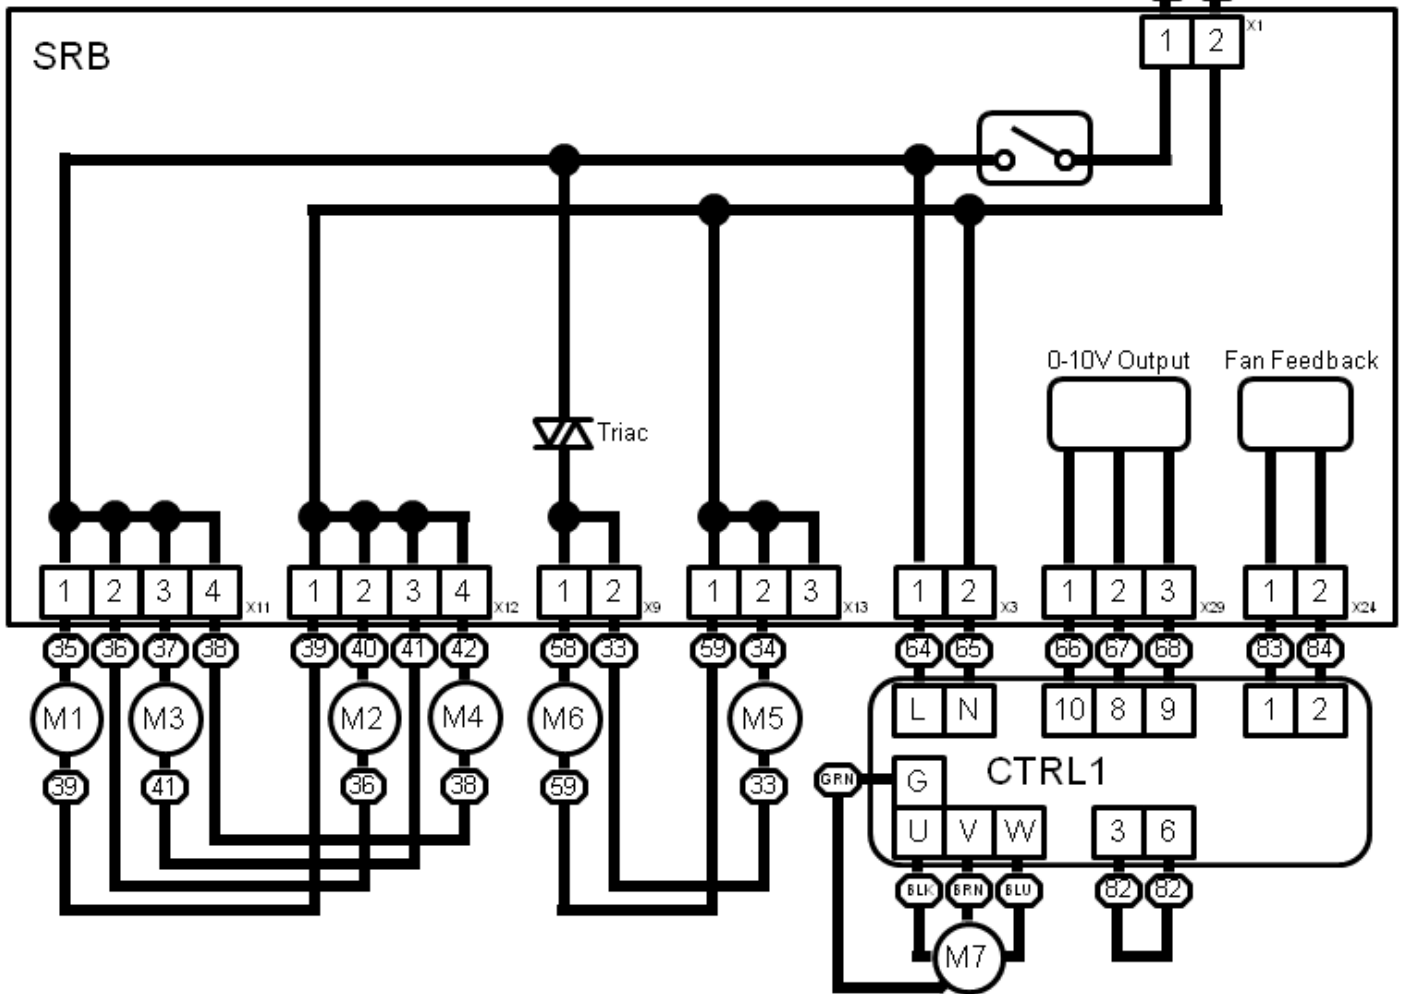 1 2 X1
SRB
0-10V Output Fan Feedback
Triac
1 2 3 4 X11 1 2 3 4 X12 1 2 X9 1 2 3 X13 1 2 X3 1 2 3 X29 1 2 X24
35 36 37 38 39 40 41 42 58 33 59 34 64 65 66 67 68 83 84
M1 M3 M2 M4 M6 M5 L N 10 8 9 1 2
39 41 36 38 59 33 GRN G CTRL1
U V W 3 6
BLK BRN BLU 82 82
M7